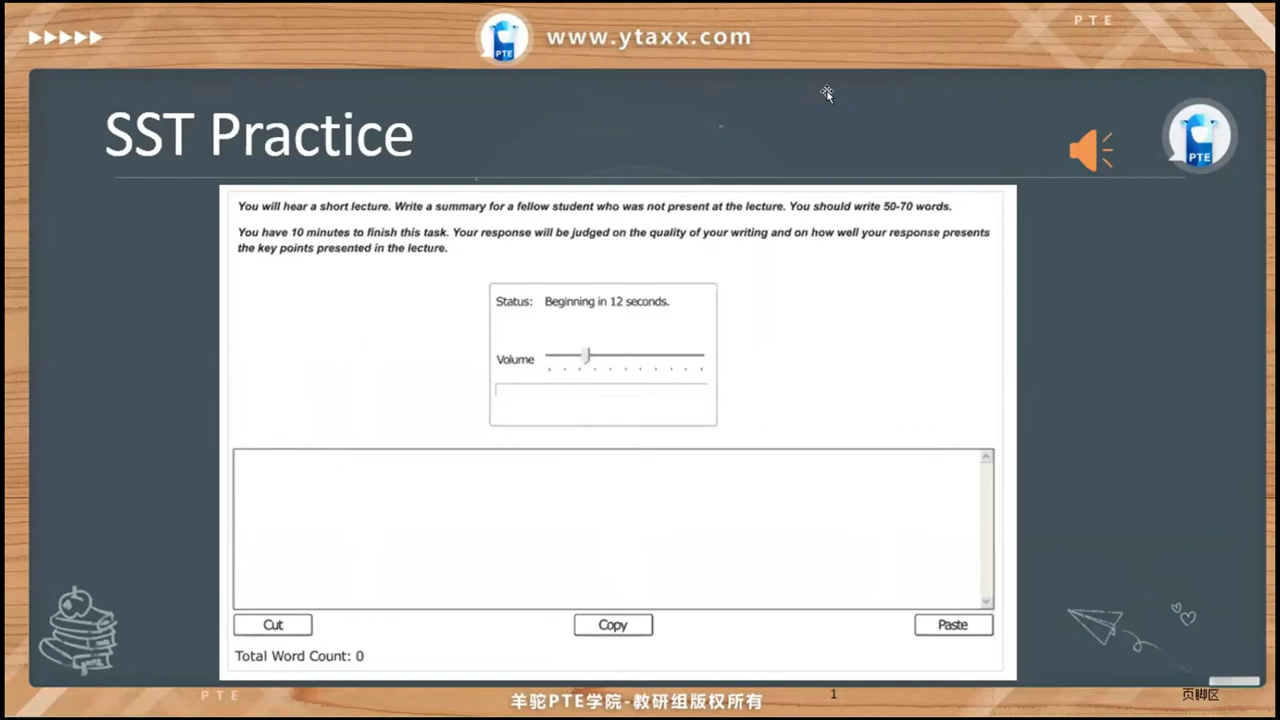 PTE
www.ytaxx.com
PTE
SST Practice
PTE
You will hear a short lecture. Write a summary for a fellow student who was not present at the lecture. You should write 50-70 words.
You have 10 minutes to finish this task. Your response will be judged on the quality of your writing and on how well your response presents
the key points presented in the lecture.
Status: Beginning in 12 seconds.
Volume
Cut
Copy
Paste
Total Word Count: 0
PTE
羊驼PTE学院-教研组版权所有
1
页脚区